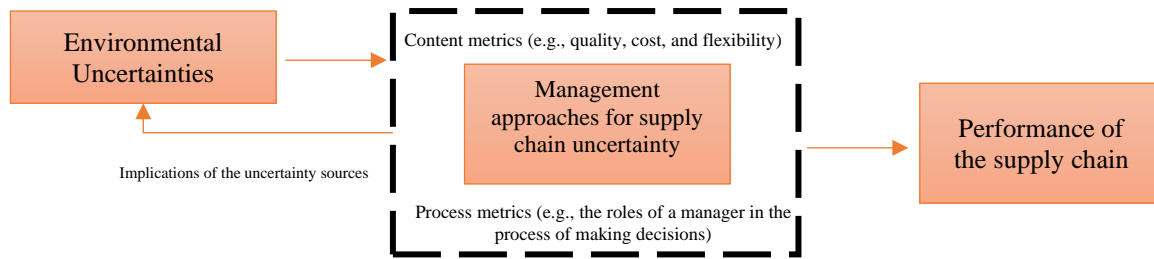 Environmental
Uncertainties
Content metrics (e.g., quality, cost, and flexibility)
Management
approaches for supply
chain uncertainty
Performance of
the supply chain
Implications of the uncertainty sources
Process metrics (e.g., the roles of a manager in the
process of making decisions)